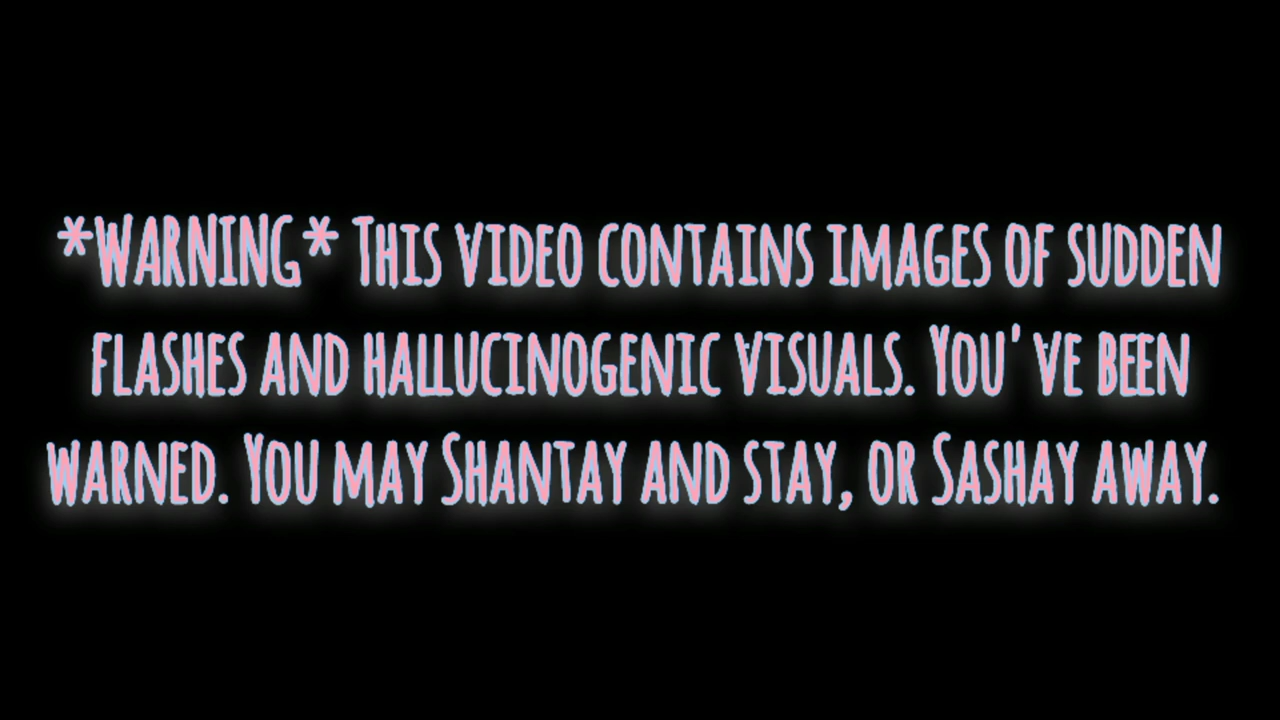 *WARNING* This video contains images of sudden
flashes and hallucinogenic visuals. You've been
warned. You may Shantay and stay, or Sashay away.